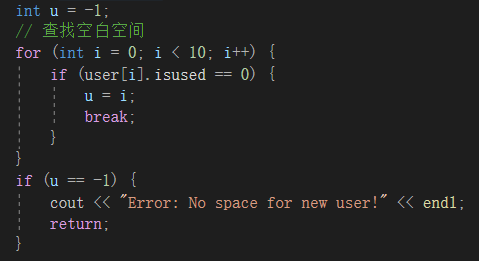 int u = -1;
// 查找空白空间
for (int i = 0; i < 10; i++) {
    if (user[i].isused == 0) {
        u = i;
        break;
    }
}
if (u == -1) {
    cout << "Error: No space for new user!" << endl;
    return;
}